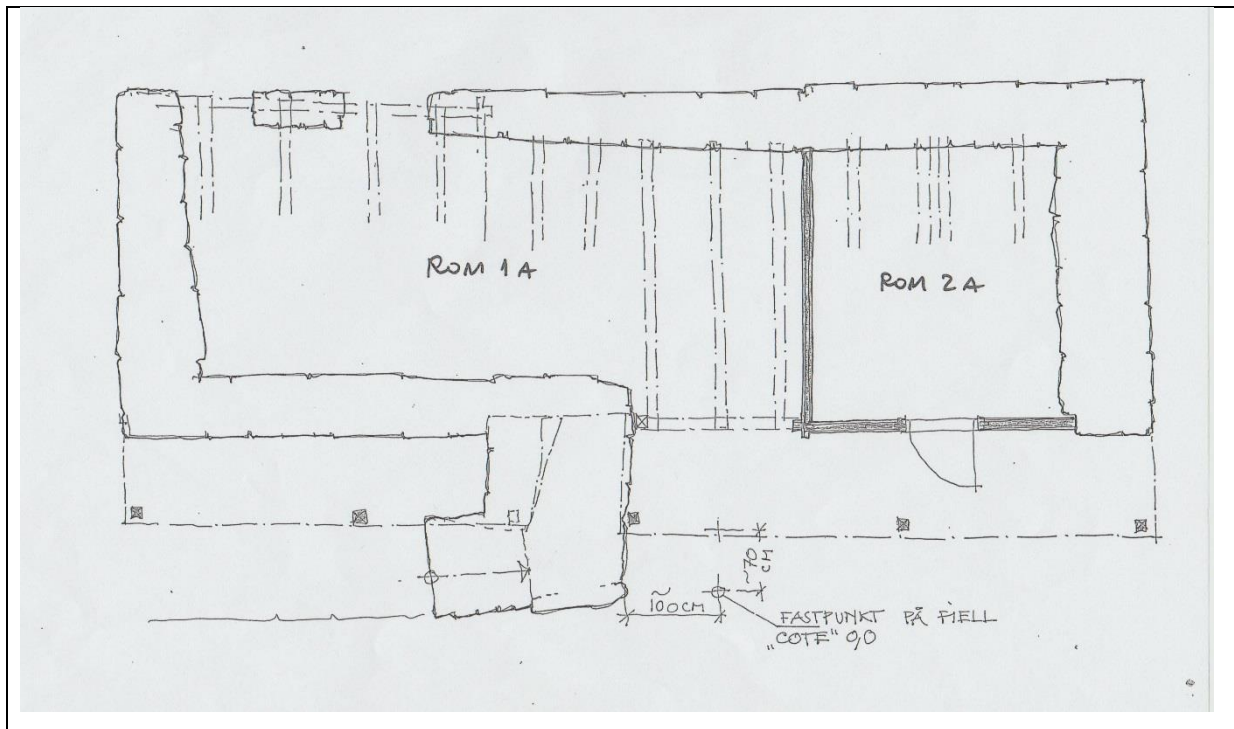 ROM 1A
ROM 2A
~70
CM
~
100CM
FASTPUNKT PÅ FJELL
„COTE" 0,0